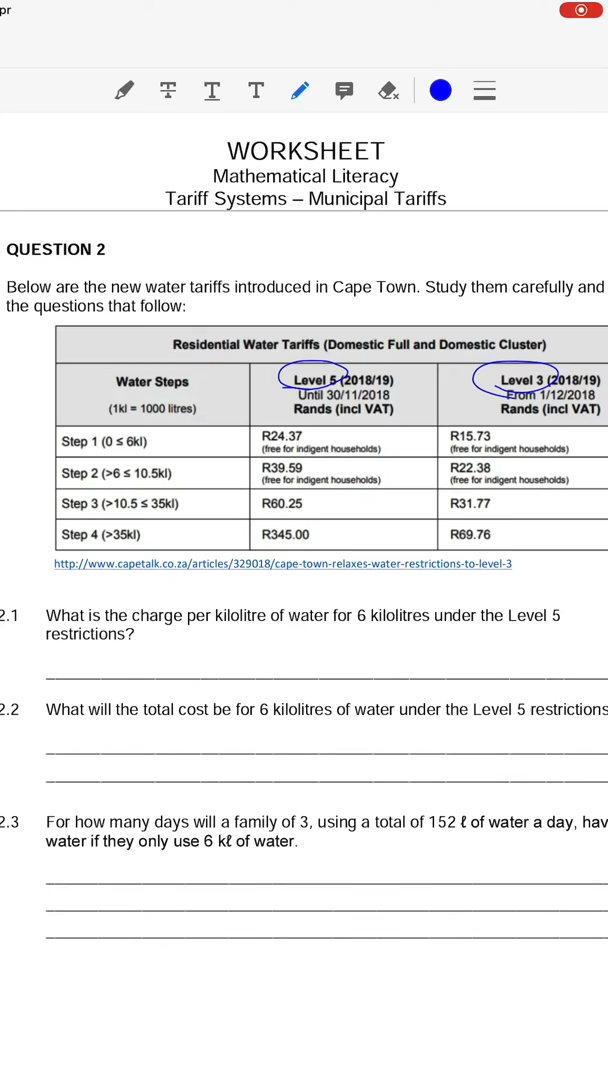 pr
WORKSHEET
Mathematical Literacy
Tariff Systems – Municipal Tariffs
QUESTION 2
Below are the new water tariffs introduced in Cape Town. Study them carefully and
the questions that follow:
Residential Water Tariffs (Domestic Full and Domestic Cluster)
Water Steps
(1kl = 1000 litres)
Level 5 (2018/19)
Until 30/11/2018
Rands (incl VAT)
Level 3 (2018/19)
From 1/12/2018
Rands (incl VAT)
Step 1 (0 ≤ 6kl)
R24.37
(free for indigent households)
R15.73
(free for indigent households)
Step 2 (>6 ≤ 10.5kl)
R39.59
(free for indigent households)
R22.38
(free for indigent households)
Step 3 (>10.5 ≤ 35kl)
R60.25
R31.77
Step 4 (>35kl)
R345.00
R69.76
http://www.capetalk.co.za/articles/329018/cape-town-relaxes-water-restrictions-to-level-3
2.1 What is the charge per kilolitre of water for 6 kilolitres under the Level 5
restrictions?
2.2 What will the total cost be for 6 kilolitres of water under the Level 5 restrictions
2.3 For how many days will a family of 3, using a total of 152 ℓ of water a day, hav
water if they only use 6 kℓ of water.